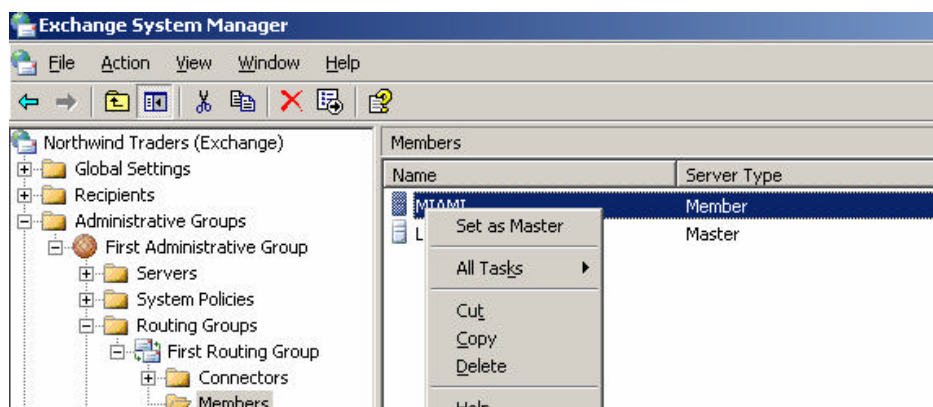 Exchange System Manager
File Action View Window Help
Northwind Traders (Exchange)
Global Settings
Recipients
Administrative Groups
First Administrative Group
Servers
System Policies
Routing Groups
First Routing Group
Connectors
Members
Members
Name Server Type
MIAMI Member
L Master
Set as Master
All Tasks
Cut
Copy
Delete
Help